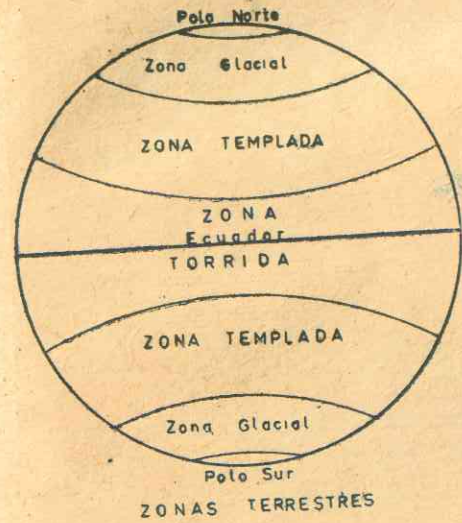 Polo Norte
Zona Glacial
ZONA TEMPLADA
ZONA
Ecuador
TORRIDA
ZONA TEMPLADA
Zona Glacial
Polo Sur
ZONAS TERRESTRES